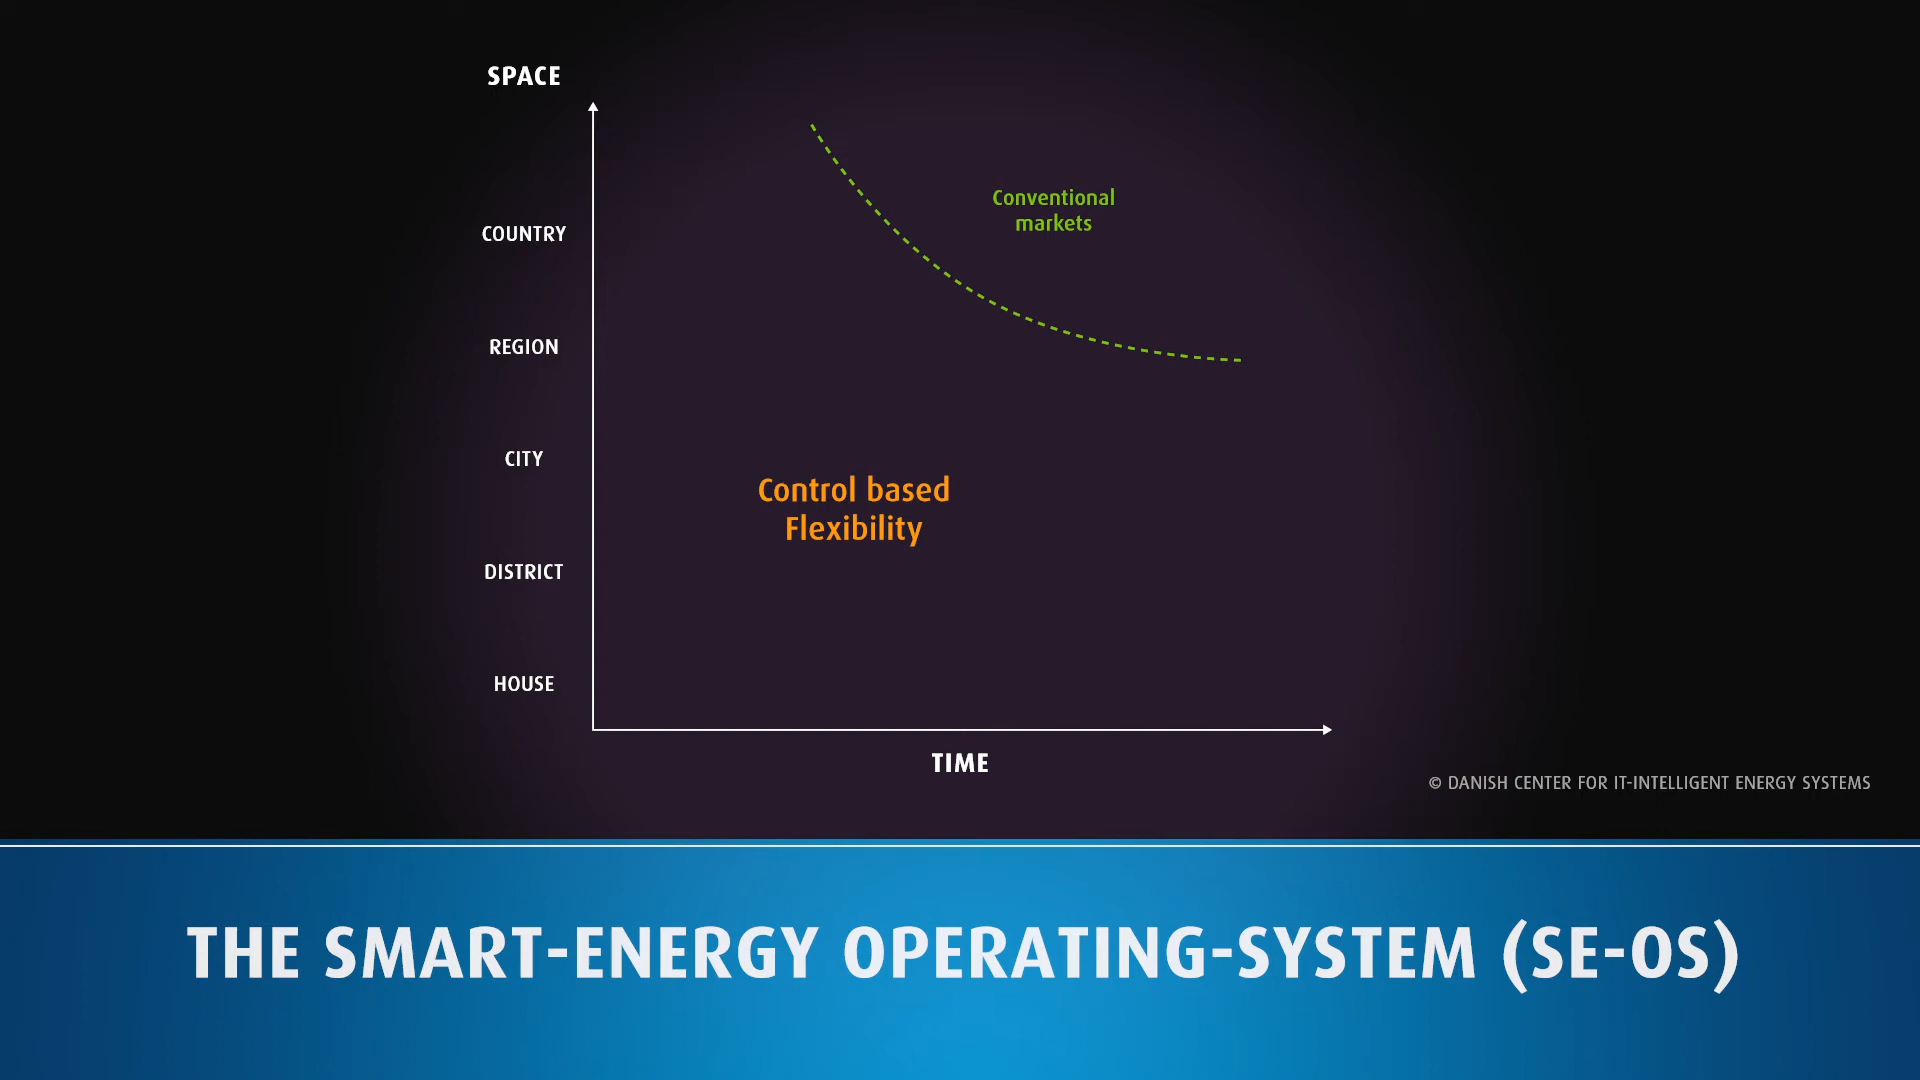 SPACE
Conventional
markets
COUNTRY
REGION
CITY
Control based
Flexibility
DISTRICT
HOUSE
TIME
© DANISH CENTER FOR IT-INTELLIGENT ENERGY SYSTEMS
THE SMART-ENERGY OPERATING-SYSTEM (SE-OS)